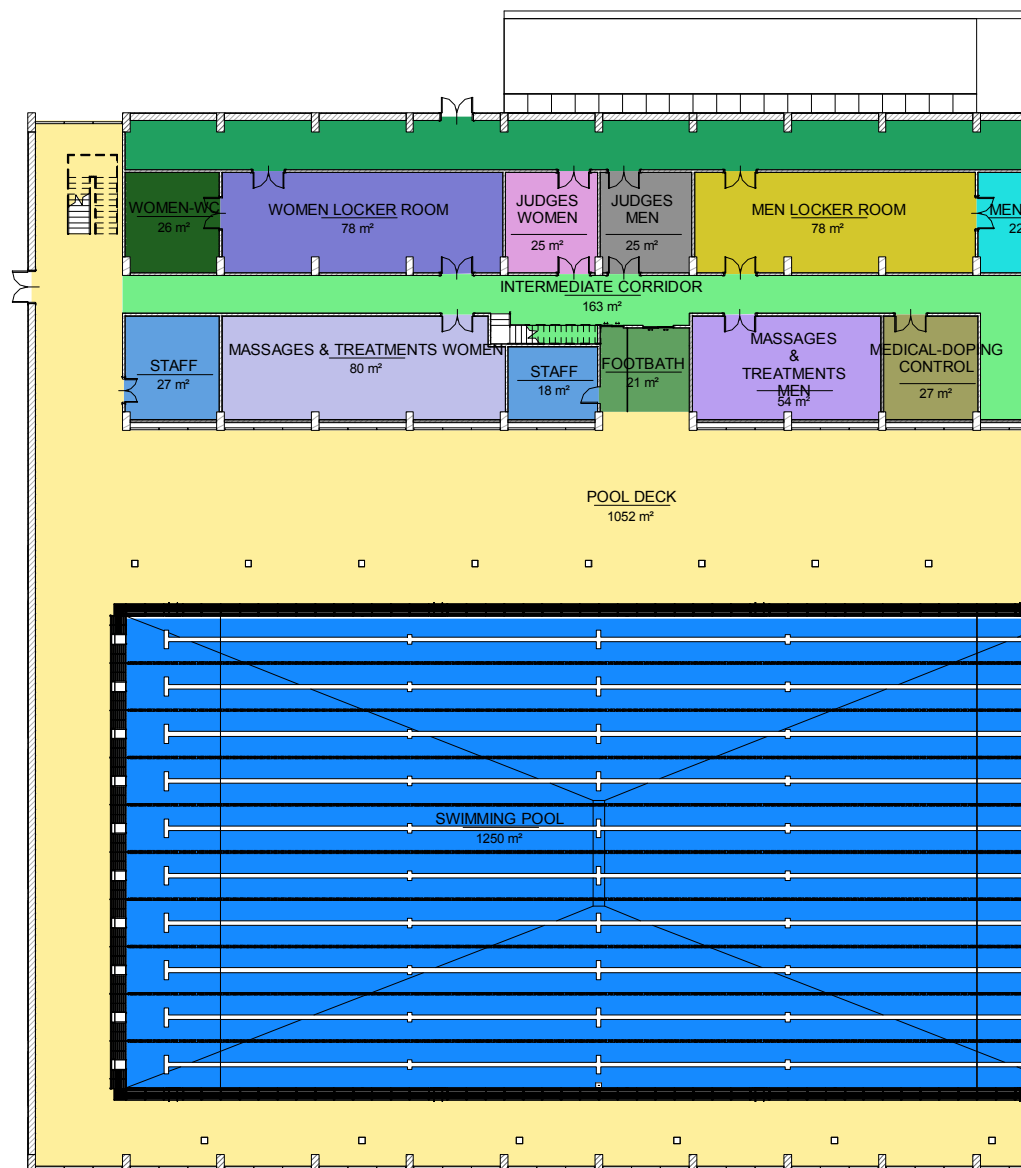 WOMEN-WC
26 m²
WOMEN LOCKER ROOM
78 m²
JUDGES
WOMEN
25 m²
JUDGES
MEN
25 m²
MEN LOCKER ROOM
78 m²
MEN
22
INTERMEDIATE CORRIDOR
163 m²
STAFF
27 m²
MASSAGES & TREATMENTS WOMEN
80 m²
STAFF
18 m²
FOOTBATH
21 m²
MASSAGES
&
TREATMENTS
MEN
54 m²
MEDICAL-DOPING
CONTROL
27 m²
POOL DECK
1052 m²
SWIMMING POOL
1250 m²